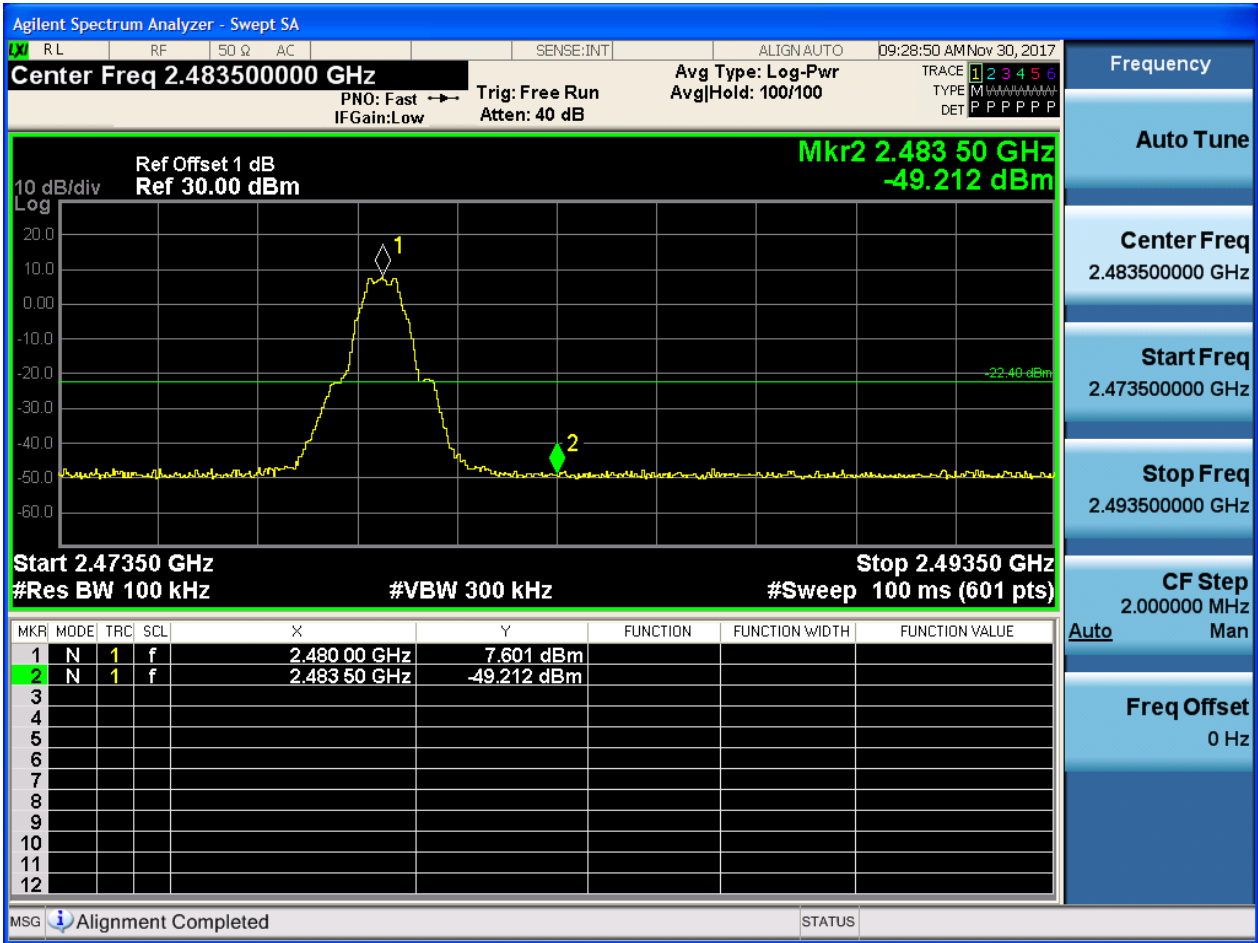 Agilent Spectrum Analyzer - Swept SA
LXI RL RF 50 Ω AC SENSE:INT ALIGN AUTO 09:28:50 AM Nov 30, 2017
Center Freq 2.483500000 GHz
PNO: Fast
IFGain:Low
Trig: Free Run
Atten: 40 dB
Avg Type: Log-Pwr
Avg|Hold: 100/100
TRACE 1 2 3 4 5 6
TYPE M WWWWW
DET P P P P P P
Ref Offset 1 dB
10 dB/div Ref 30.00 dBm
Log
Mkr2 2.483 50 GHz
-49.212 dBm
20.0
10.0
0.00
-10.0
-20.0
-30.0
-40.0
-50.0
-60.0
1
-22.40 dBm
2
Start 2.47350 GHz Stop 2.49350 GHz
#Res BW 100 kHz #VBW 300 kHz #Sweep 100 ms (601 pts)
MKR MODE TRC SCL X Y FUNCTION FUNCTION WIDTH FUNCTION VALUE
1 N 1 f 2.480 00 GHz 7.601 dBm
2 N 1 f 2.483 50 GHz -49.212 dBm
3
4
5
6
7
8
9
10
11
12
MSG Alignment Completed STATUS
Frequency
Auto Tune
Center Freq
2.483500000 GHz
Start Freq
2.473500000 GHz
Stop Freq
2.493500000 GHz
CF Step
2.000000 MHz
Auto Man
Freq Offset
0 Hz